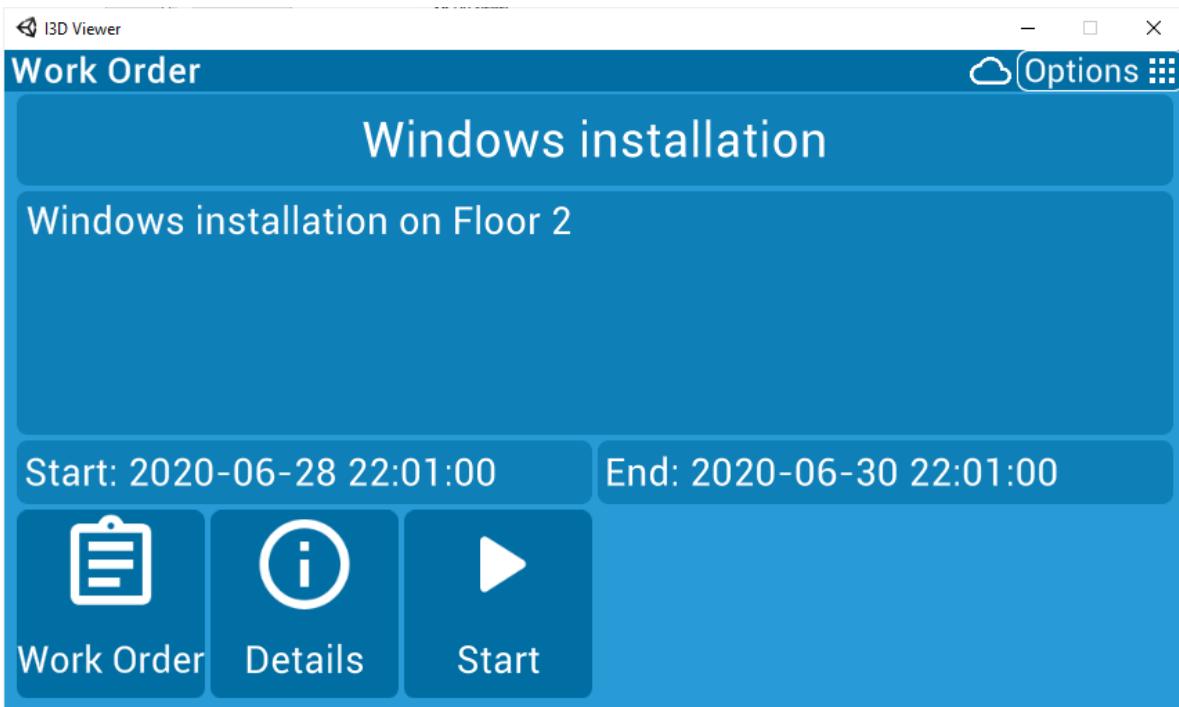 I3D Viewer
Work Order
Options
Windows installation
Windows installation on Floor 2
Start: 2020-06-28 22:01:00
End: 2020-06-30 22:01:00
Work Order
Details
Start